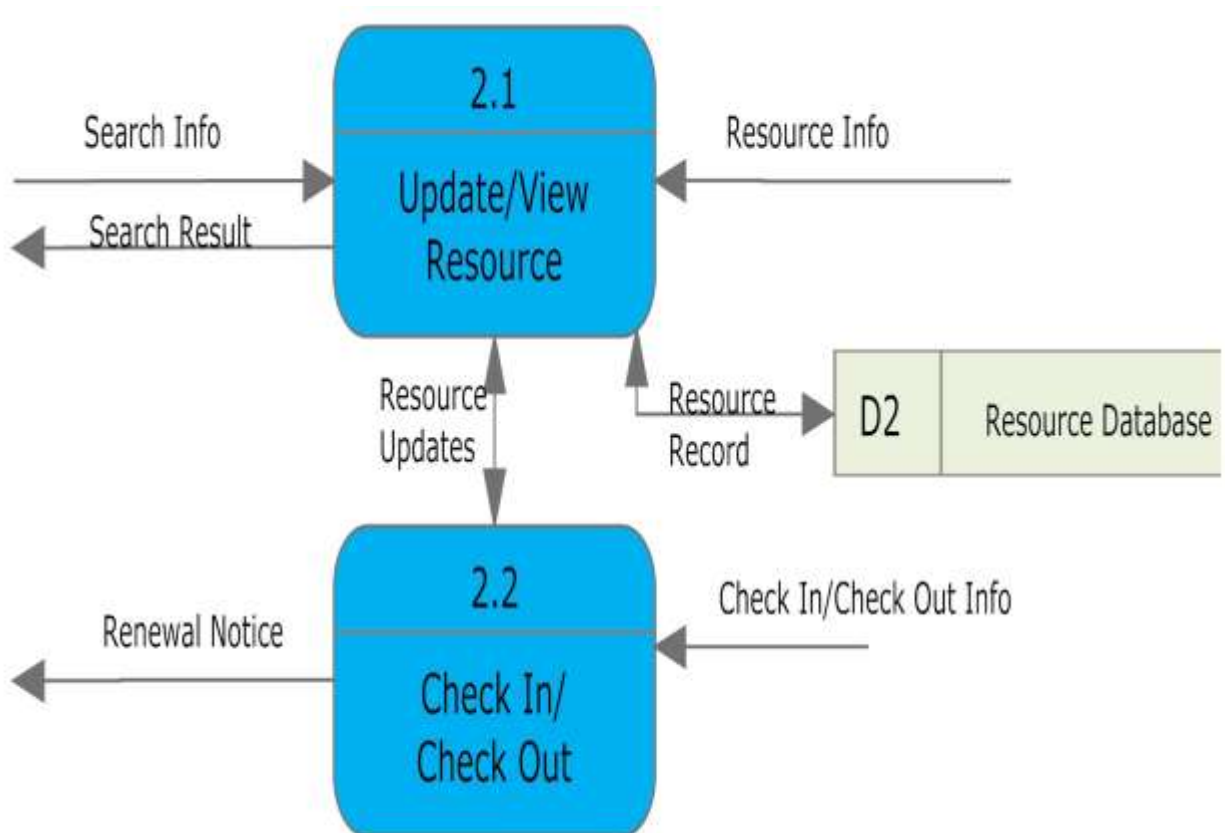 2.1
Search Info
Resource Info
Update/View
Resource
Search Result
Resource
Updates
Resource
Record
D2
Resource Database
2.2
Check In/Check Out Info
Renewal Notice
Check In/
Check Out